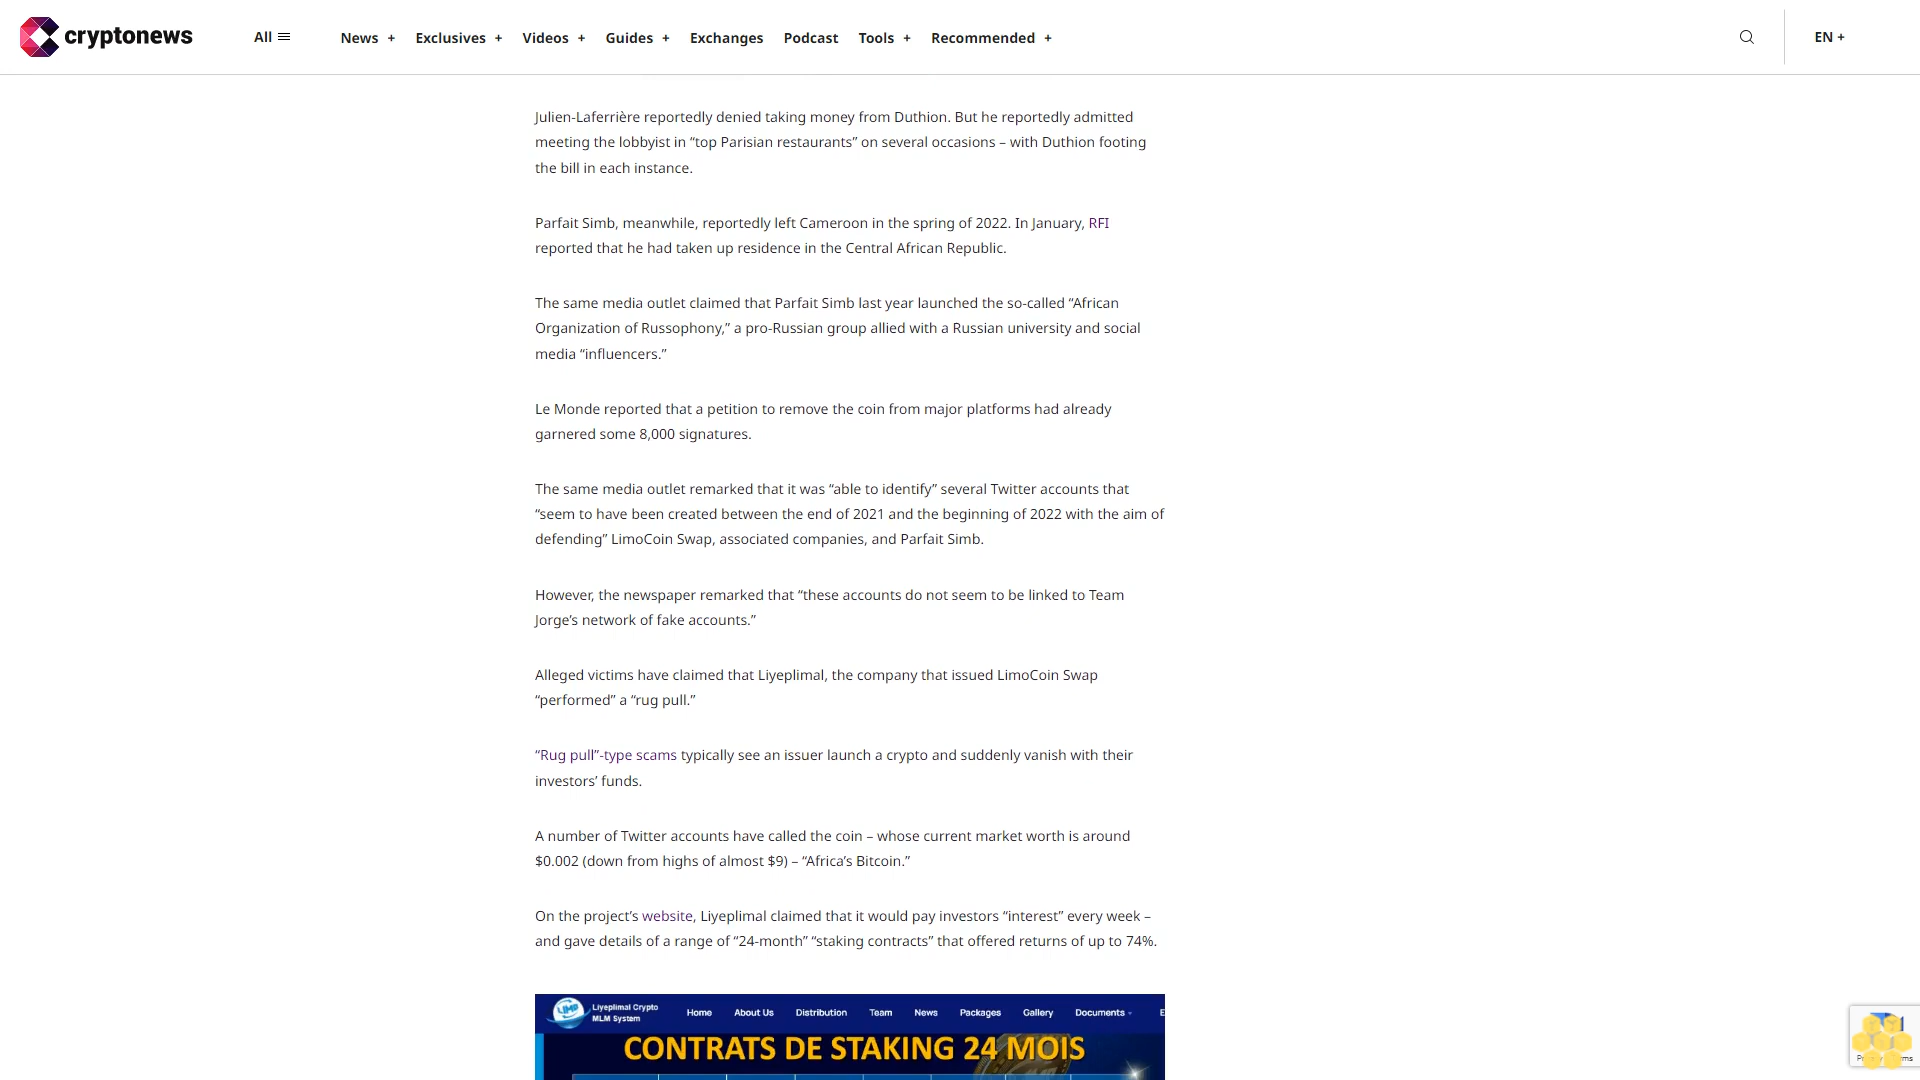 cryptonews
All
News +
Exclusives +
Videos +
Guides +
Exchanges
Podcast
Tools +
Recommended +
EN +
Julien-Laferrière reportedly denied taking money from Duthion. But he reportedly admitted
meeting the lobbyist in “top Parisian restaurants” on several occasions – with Duthion footing
the bill in each instance.
Parfait Simb, meanwhile, reportedly left Cameroon in the spring of 2022. In January, RFI
reported that he had taken up residence in the Central African Republic.
The same media outlet claimed that Parfait Simb last year launched the so-called “African
Organization of Russophony,” a pro-Russian group allied with a Russian university and social
media “influencers.”
Le Monde reported that a petition to remove the coin from major platforms had already
garnered some 8,000 signatures.
The same media outlet remarked that it was “able to identify” several Twitter accounts that
“seem to have been created between the end of 2021 and the beginning of 2022 with the aim of
defending” LimoCoin Swap, associated companies, and Parfait Simb.
However, the newspaper remarked that “these accounts do not seem to be linked to Team
Jorge’s network of fake accounts.”
Alleged victims have claimed that Liyeplimal, the company that issued LimoCoin Swap
“performed” a “rug pull.”
“Rug pull”-type scams typically see an issuer launch a crypto and suddenly vanish with their
investors’ funds.
A number of Twitter accounts have called the coin – whose current market worth is around
$0.002 (down from highs of almost $9) – “Africa’s Bitcoin.”
On the project’s website, Liyeplimal claimed that it would pay investors “interest” every week –
and gave details of a range of “24-month” “staking contracts” that offered returns of up to 74%.
LIMP
Liyeplimal Crypto
MLM System
Home
About Us
Distribution
Team
News
Packages
Gallery
Documents
E
CONTRATS DE STAKING 24 MOIS